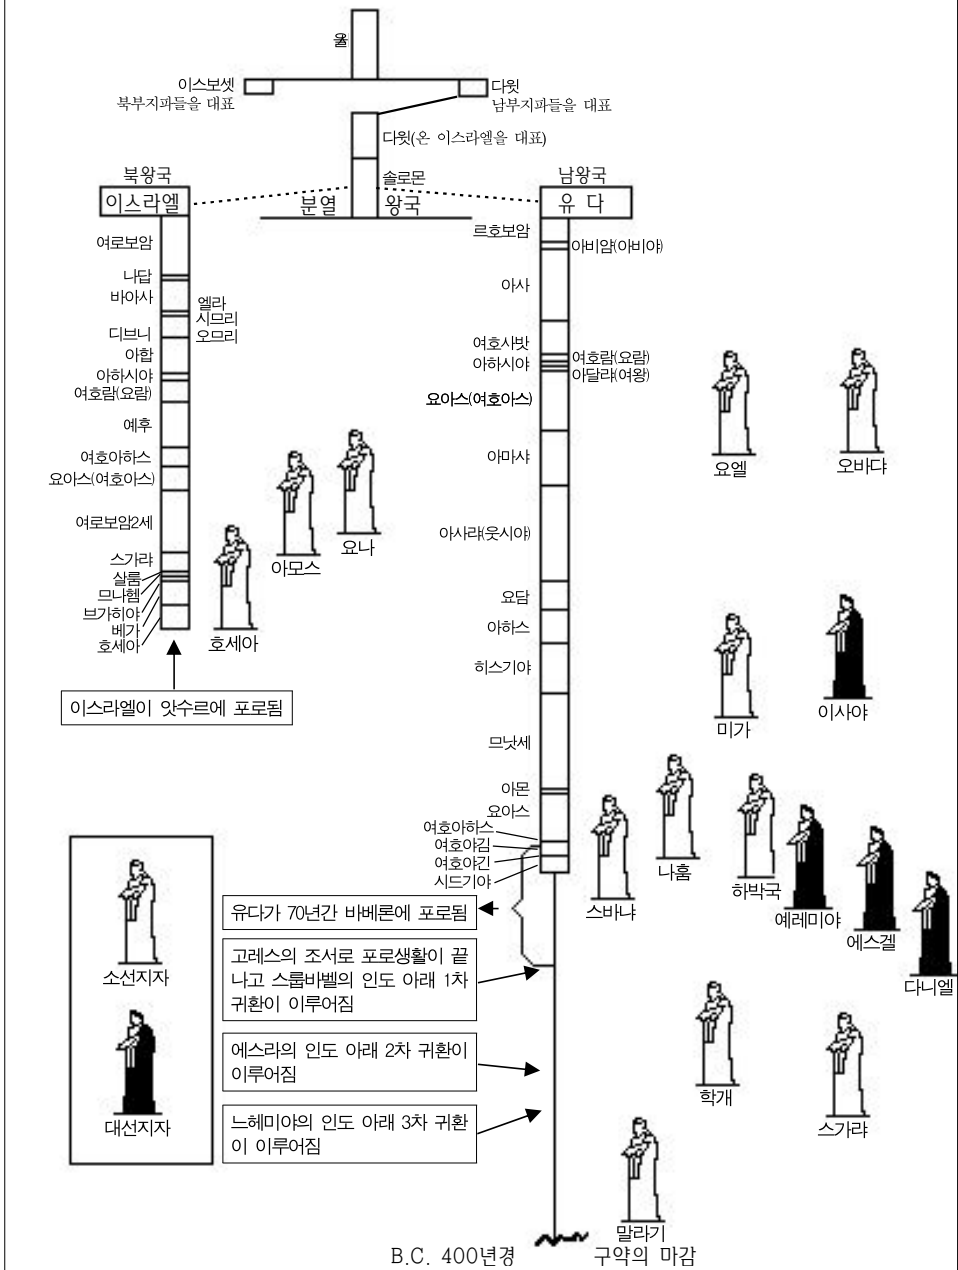 이스보셋
북부지파들을 대표
다윗
남부지파들을 대표
다윗(온 이스라엘을 대표)
솔로몬
분열 왕국
북왕국
이스라엘
여로보암
나답
바아사
엘라
시므리
오므리
디브니
아합
아하시야
여호람(요람)
예후
여호아하스
요아스(여호아스)
여로보암2세
스가랴
살룸
므나헴
브가히야
베가
호세아
이스라엘이 앗수르에 포로됨
호세아
아모스
요나
남왕국
유 다
르호보암
아비얌(아비야)
아사
여호사밧
여호람(요람)
아하시야
아달랴(여왕)
요아스(여호아스)
아마샤
아사랴(웃시야)
요담
아하스
히스기야
므낫세
아몬
요아스
여호아하스
여호야김
여호야긴
시드기야
요엘
오바댜
미가
이사야
스바냐
나훔
하박국
예레미야
에스겔
다니엘
학개
스가랴
말라기
소선지자
대선지자
유다가 70년간 바베론에 포로됨
고레스의 조서로 포로생활이 끝
나고 스룹바벨의 인도 아래 1차
귀환이 이루어짐
에스라의 인도 아래 2차 귀환이
이루어짐
느헤미야의 인도 아래 3차 귀환
이 이루어짐
B.C. 400년경
구약의 마감